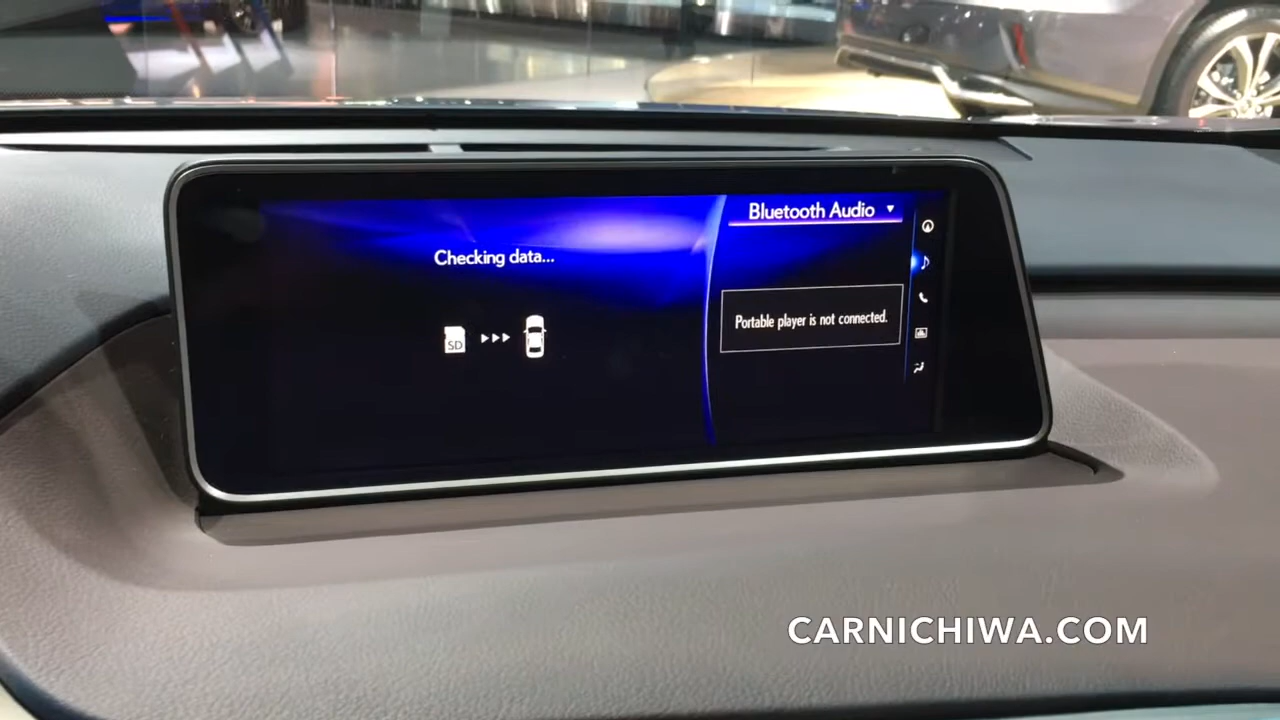 Bluetooth Audio
Checking data...
SD
Portable player is not connected.
CARNICHIWA.COM